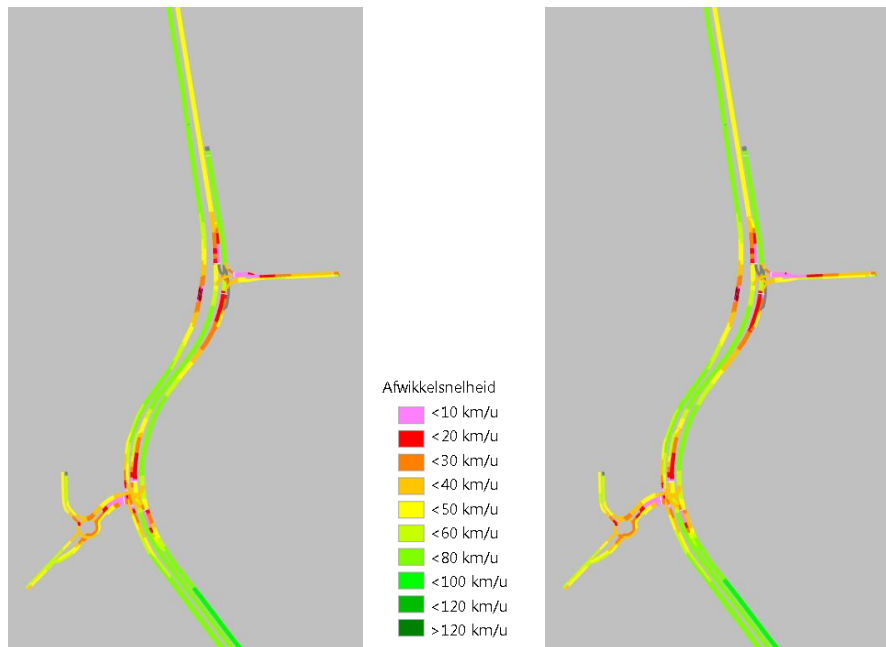 Afwikkelsnelheid
<10 km/u
<20 km/u
<30 km/u
<40 km/u
<50 km/u
<60 km/u
<80 km/u
<100 km/u
<120 km/u
>120 km/u